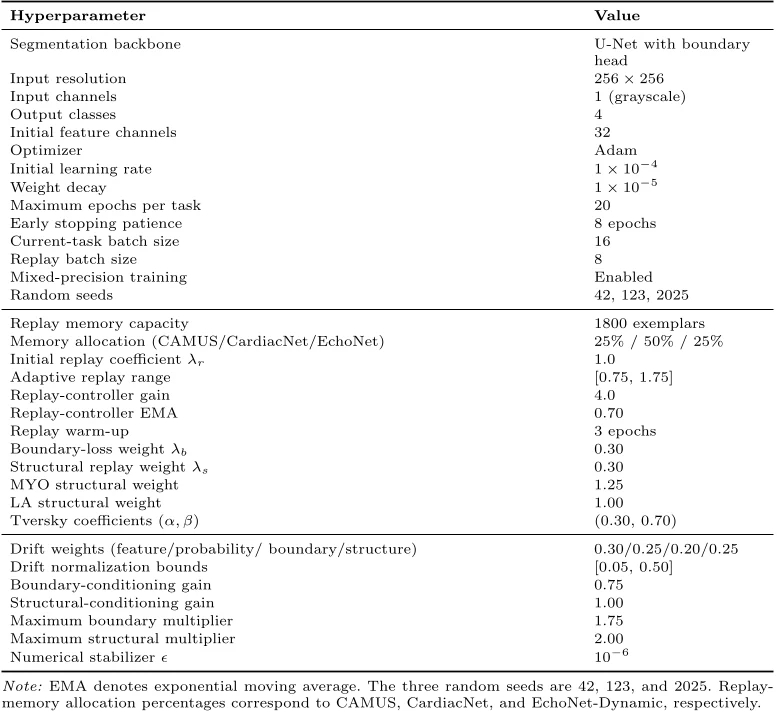 Hyperparameter Value
Segmentation backbone U-Net with boundary
head
Input resolution 256 × 256
Input channels 1 (grayscale)
Output classes 4
Initial feature channels 32
Optimizer Adam
Initial learning rate 1 × 10⁻⁴
Weight decay 1 × 10⁻⁵
Maximum epochs per task 20
Early stopping patience 8 epochs
Current-task batch size 16
Replay batch size 8
Mixed-precision training Enabled
Random seeds 42, 123, 2025
Replay memory capacity 1800 exemplars
Memory allocation (CAMUS/CardiacNet/EchoNet) 25% / 50% / 25%
Initial replay coefficient λᵣ 1.0
Adaptive replay range [0.75, 1.75]
Replay-controller gain 4.0
Replay-controller EMA 0.70
Replay warm-up 3 epochs
Boundary-loss weight λ_b 0.30
Structural replay weight λₛ 0.30
MYO structural weight 1.25
LA structural weight 1.00
Tversky coefficients (α, β) (0.30, 0.70)
Drift weights (feature/probability/ boundary/structure) 0.30/0.25/0.20/0.25
Drift normalization bounds [0.05, 0.50]
Boundary-conditioning gain 0.75
Structural-conditioning gain 1.00
Maximum boundary multiplier 1.75
Maximum structural multiplier 2.00
Numerical stabilizer ϵ 10⁻⁶
Note: EMA denotes exponential moving average. The three random seeds are 42, 123, and 2025. Replay-
memory allocation percentages correspond to CAMUS, CardiacNet, and EchoNet-Dynamic, respectively.